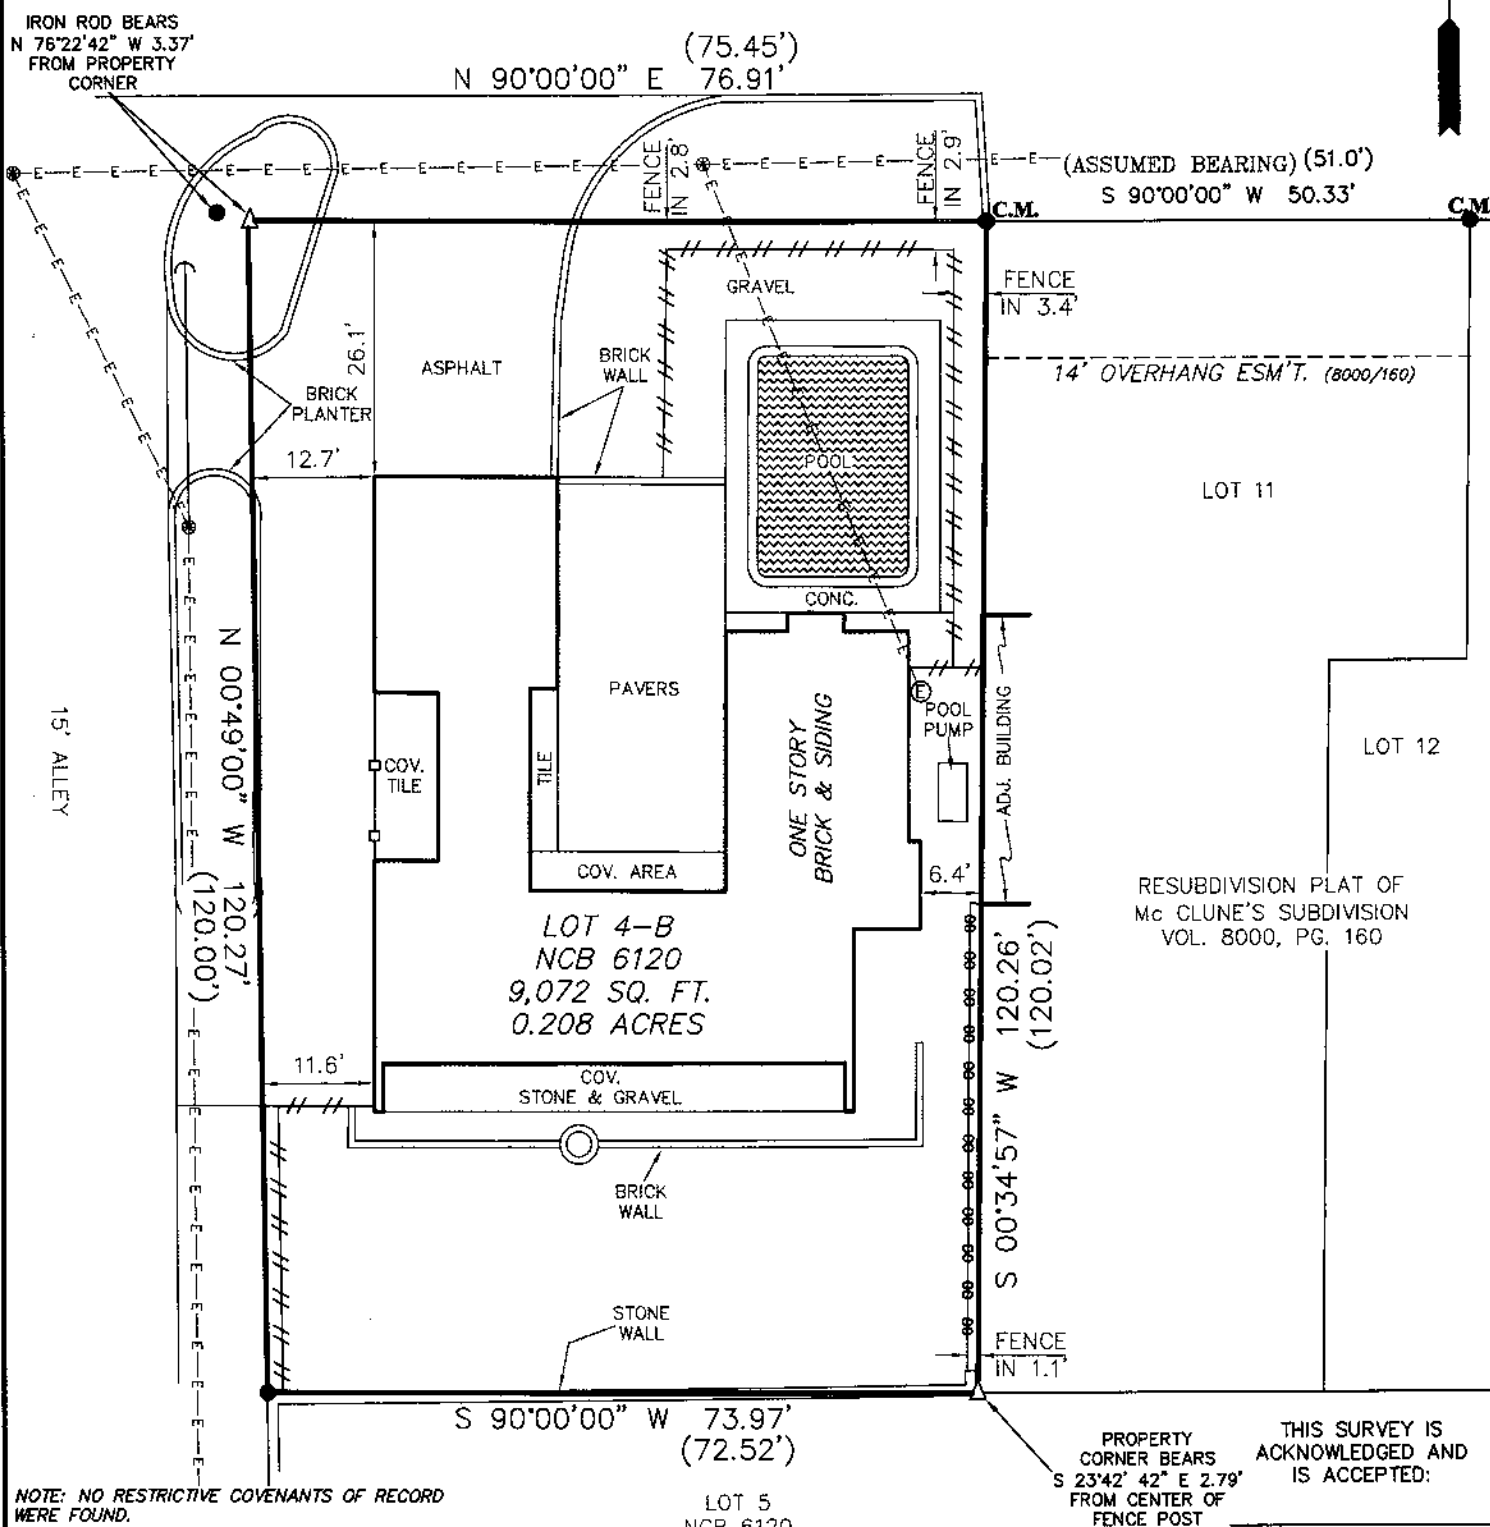 IRON ROD BEARS
N 76°22'42" W 3.37'
FROM PROPERTY
CORNER
(75.45')
N 90°00'00" E 76.91'
FENCE
IN 2.8'
FENCE
IN 2.9'
(ASSUMED BEARING) (51.0')
S 90°00'00" W 50.33'
C.M.
C.M.
GRAVEL
FENCE
IN 3.4'
26.1'
ASPHALT
BRICK
WALL
14' OVERHANG ESM'T. (8000/160)
BRICK
PLANTER
12.7'
POOL
LOT 11
CONC.
N 00°49'00" W 120.27'
(120.00')
PAVERS
POOL
PUMP
ADJ. BUILDING
15' ALLEY
COV.
TILE
TILE
ONE STORY
BRICK & SIDING
LOT 12
COV. AREA
6.4'
RESUBDIVISION PLAT OF
Mc CLUNE'S SUBDIVISION
VOL. 8000, PG. 160
LOT 4-B
NCB 6120
9,072 SQ. FT.
0.208 ACRES
S 00°34'57" W 120.26'
(120.02')
11.6'
COV.
STONE & GRAVEL
BRICK
WALL
STONE
WALL
FENCE
IN 1.1'
S 90°00'00" W 73.97'
(72.52')
PROPERTY
CORNER BEARS
S 23°42' 42" E 2.79'
FROM CENTER OF
FENCE POST
THIS SURVEY IS
ACKNOWLEDGED AND
IS ACCEPTED:
NOTE: NO RESTRICTIVE COVENANTS OF RECORD
WERE FOUND.
LOT 5
NCB 6120